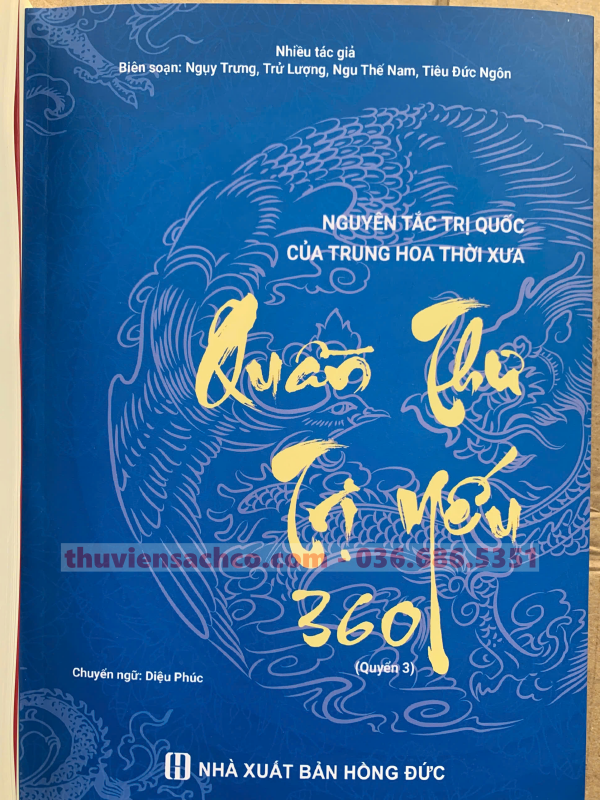 Nhiều tác giả
Biên soạn: Ngụy Trưng, Trử Lượng, Ngu Thế Nam, Tiêu Đức Ngôn
NGUYÊN TẮC TRỊ QUỐC
CỦA TRUNG HOA THỜI XƯA
Quần Thư
Trị yếu
thuviensachco.com - 036.686.5351
360
(Quyển 3)
Chuyển ngữ: Diệu Phúc
NHÀ XUẤT BẢN HỒNG ĐỨC